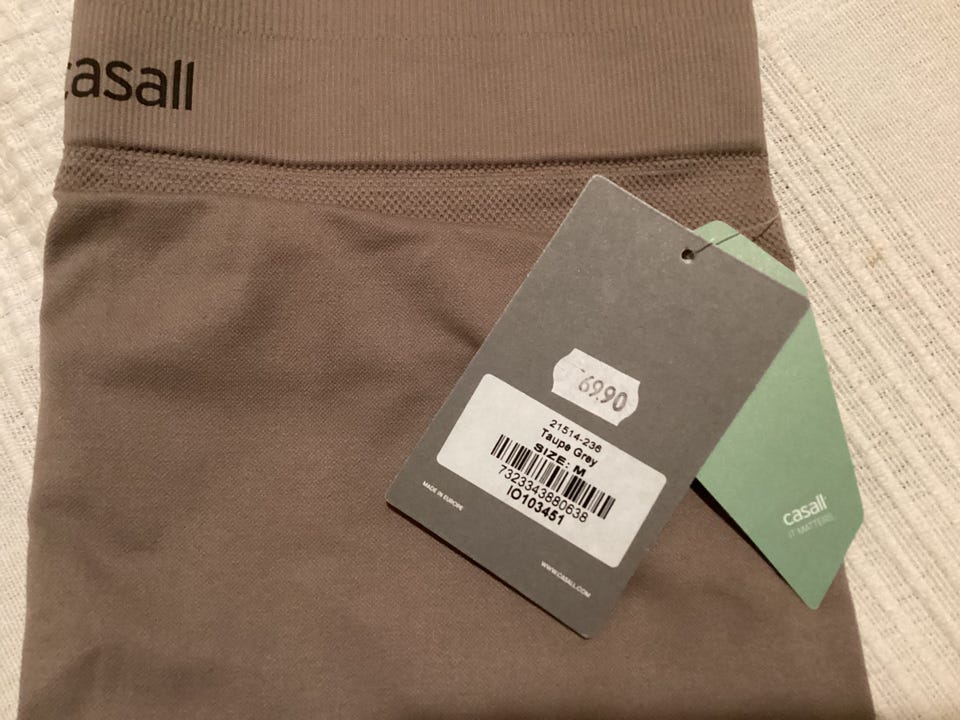 casall
69.90
21514-236
Taupe Grey
SIZE: M
7323343880638
IO103451
MADE IN EUROPE
WWW.CASALL.COM
casall
IT MATTERS.